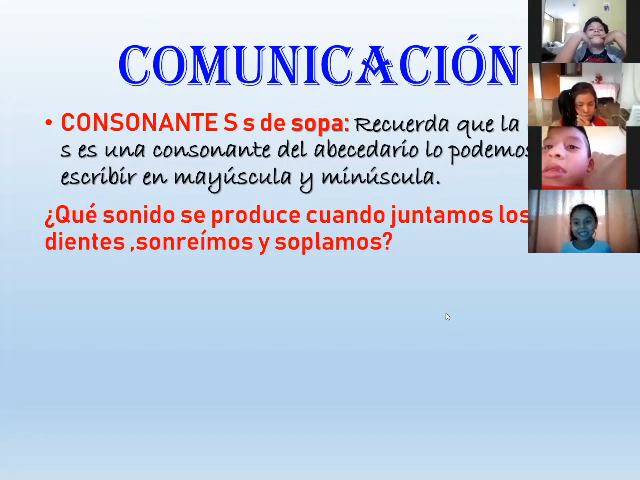 COMUNICACIÓN
• CONSONANTE S s de sopa: Recuerda que la
s es una consonante del abecedario lo podemos
escribir en mayúscula y minúscula.
¿Qué sonido se produce cuando juntamos los
dientes ,sonreímos y soplamos?